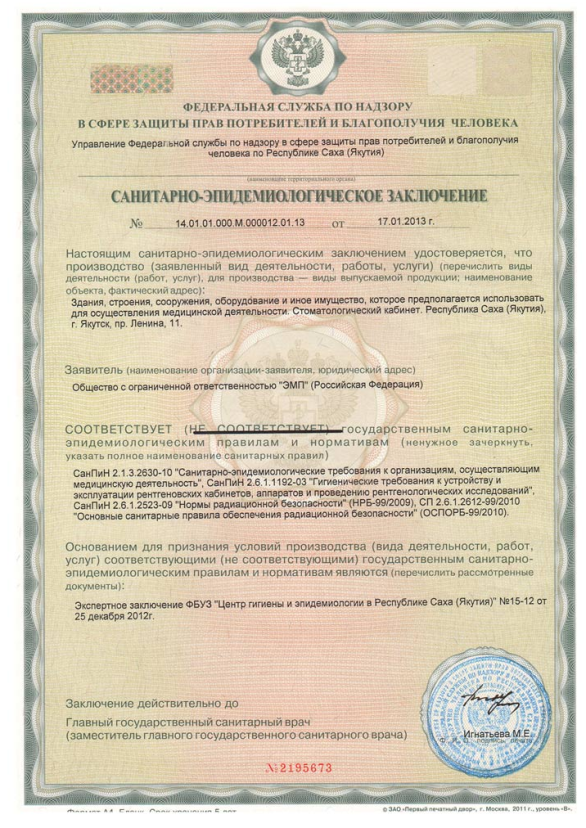 ФЕДЕРАЛЬНАЯ СЛУЖБА ПО НАДЗОРУ
В СФЕРЕ ЗАЩИТЫ ПРАВ ПОТРЕБИТЕЛЕЙ И БЛАГОПОЛУЧИЯ ЧЕЛОВЕКА
Управление Федеральной службы по надзору в сфере защиты прав потребителей и благополучия
человека по Республике Саха (Якутия)
(наименование территориального органа)
САНИТАРНО-ЭПИДЕМИОЛОГИЧЕСКОЕ ЗАКЛЮЧЕНИЕ
№ 14.01.01.000.М.000012.01.13 от 17.01.2013 г.
Настоящим санитарно-эпидемиологическим заключением удостоверяется, что
производство (заявленный вид деятельности, работы, услуги) (перечислить виды
деятельности (работ, услуг), для производства — виды выпускаемой продукции; наименование
объекта, фактический адрес):
Здания, строения, сооружения, оборудование и иное имущество, которое предполагается использовать
для осуществления медицинской деятельности. Стоматологический кабинет. Республика Саха (Якутия),
г. Якутск, пр. Ленина, 11.
Заявитель (наименование организации-заявителя, юридический адрес)
Общество с ограниченной ответственностью "ЭМП" (Российская Федерация)
СООТВЕТСТВУЕТ (НЕ СООТВЕТСТВУЕТ) государственным санитарно-
эпидемиологическим правилам и нормативам (ненужное зачеркнуть,
указать полное наименование санитарных правил)
СанПиН 2.1.3.2630-10 "Санитарно-эпидемиологические требования к организациям, осуществляющим
медицинскую деятельность", СанПиН 2.6.1.1192-03 "Гигиенические требования к устройству и
эксплуатации рентгеновских кабинетов, аппаратов и проведению рентгенологических исследований",
СанПиН 2.6.1.2523-09 "Нормы радиационной безопасности" (НРБ-99/2009), СП 2.6.1.2612-99/2010
"Основные санитарные правила обеспечения радиационной безопасности" (ОСПОРБ-99/2010).
Основанием для признания условий производства (вида деятельности, работ,
услуг) соответствующими (не соответствующими) государственным санитарно-
эпидемиологическим правилам и нормативам являются (перечислить рассмотренные
документы):
Экспертное заключение ФБУЗ "Центр гигиены и эпидемиологии в Республике Саха (Якутия)" №15-12 от
25 декабря 2012г.
Заключение действительно до
Главный государственный санитарный врач
(заместитель главного государственного санитарного врача)
Игнатьева М.Е.
№2195673
Формат А4. Бланк. Срок хранения 5 лет
© ЗАО «Первый печатный двор», г. Москва, 2011 г., уровень «В».